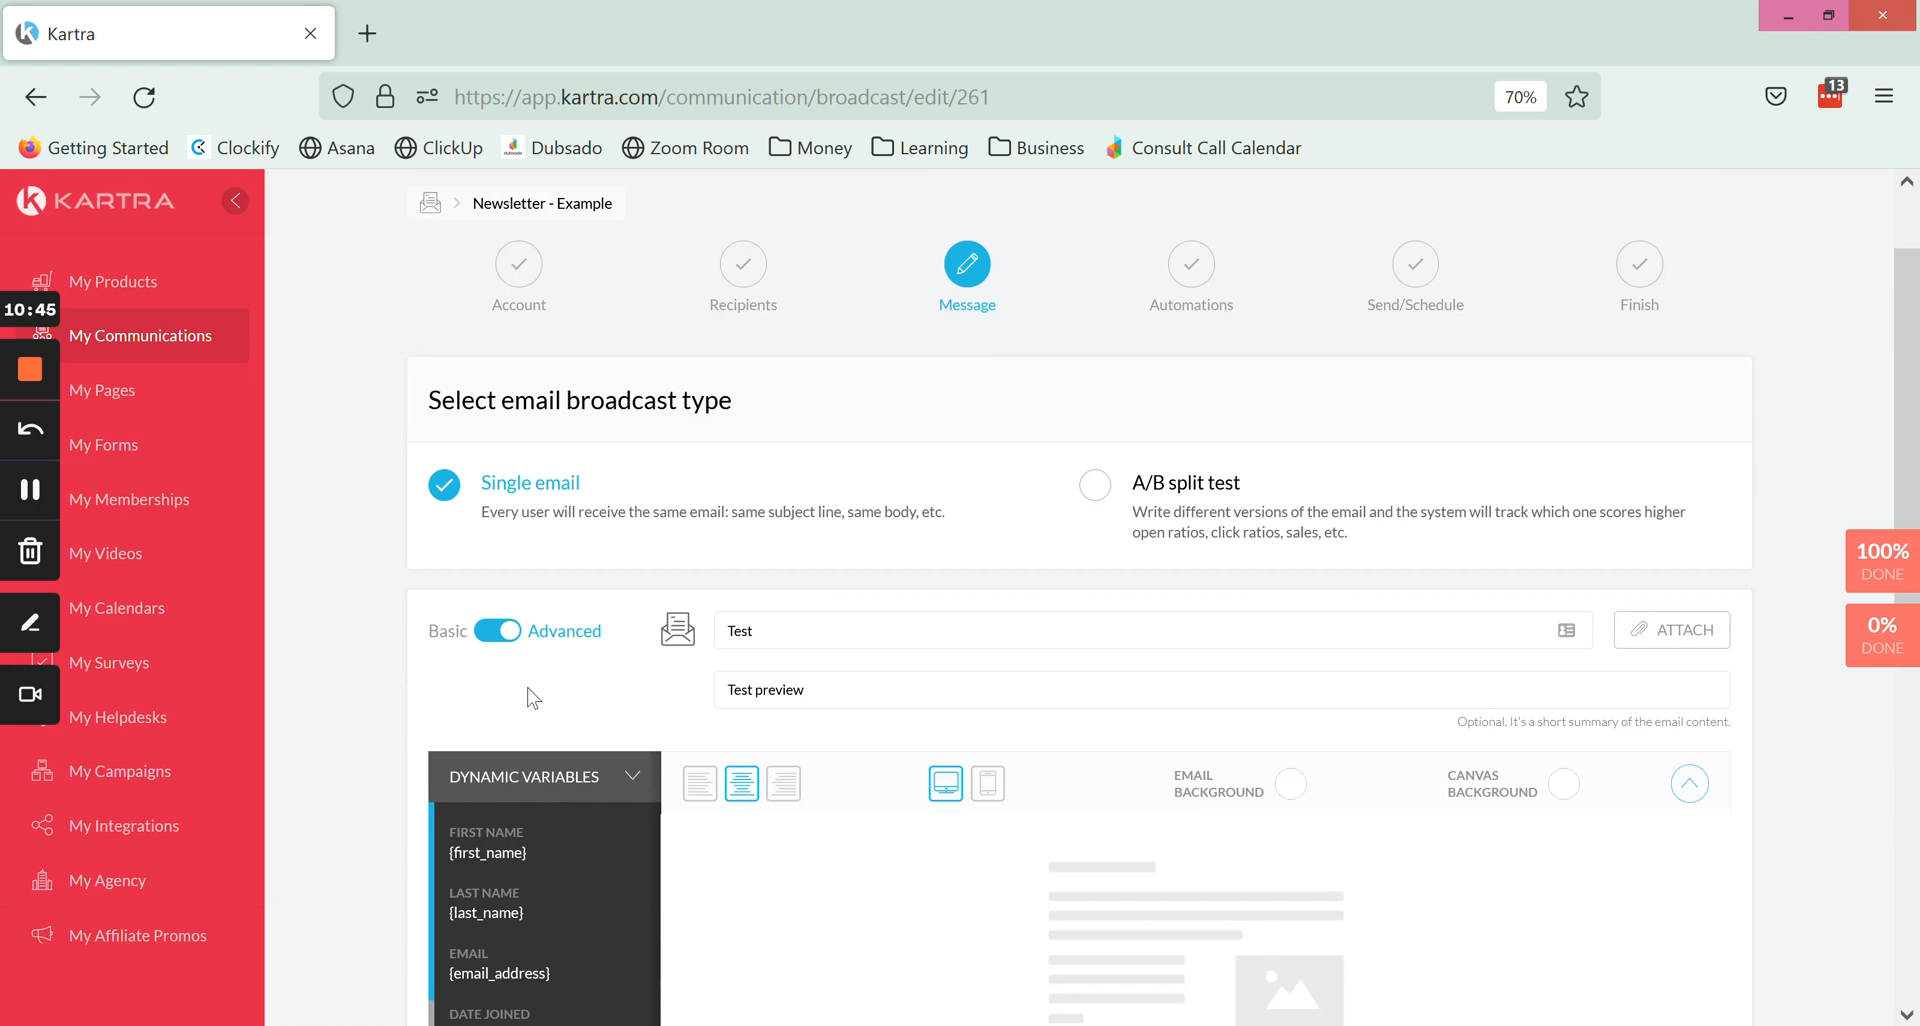 Kartra
https://app.kartra.com/communication/broadcast/edit/261
70%
13
Getting Started
Clockify
Asana
ClickUp
dubsado
Dubsado
Zoom Room
Money
Learning
Business
Consult Call Calendar
KARTRA
My Products
10:45
My Communications
My Pages
My Forms
My Memberships
My Videos
My Calendars
My Surveys
My Helpdesks
My Campaigns
My Integrations
My Agency
My Affiliate Promos
Newsletter - Example
Account
Recipients
Message
Automations
Send/Schedule
Finish
Select email broadcast type
Single email
Every user will receive the same email: same subject line, same body, etc.
A/B split test
Write different versions of the email and the system will track which one scores higher
open ratios, click ratios, sales, etc.
100%
DONE
0%
DONE
Basic
Advanced
Test
ATTACH
Test preview
Optional. It's a short summary of the email content.
DYNAMIC VARIABLES
EMAIL
BACKGROUND
CANVAS
BACKGROUND
FIRST NAME
{first_name}
LAST NAME
{last_name}
EMAIL
{email_address}
DATE JOINED